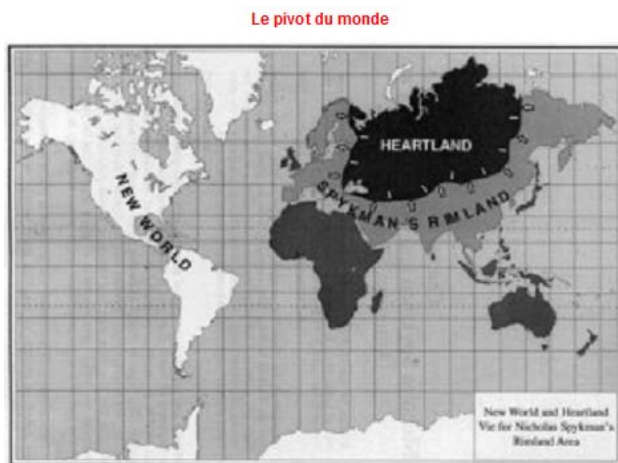 Le pivot du monde
HEARTLAND
SPYKMAN'S RIMLAND
NEW WORLD
New World and Heartland
Vie for Nicholas Spykman's
Rimland Area